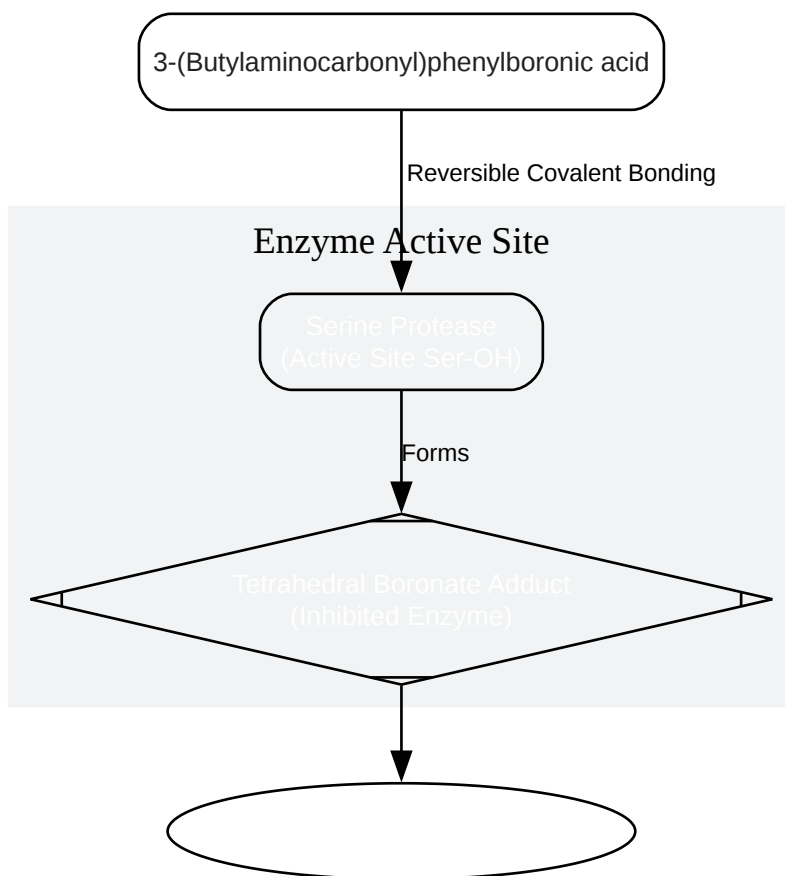 3-(Butylaminocarbonyl)phenylboronic acid
Reversible Covalent Bonding
Enzyme Active Site
Serine Protease
(Active Site Ser-OH)
Forms
Tetrahedral Boronate Adduct
(Inhibited Enzyme)